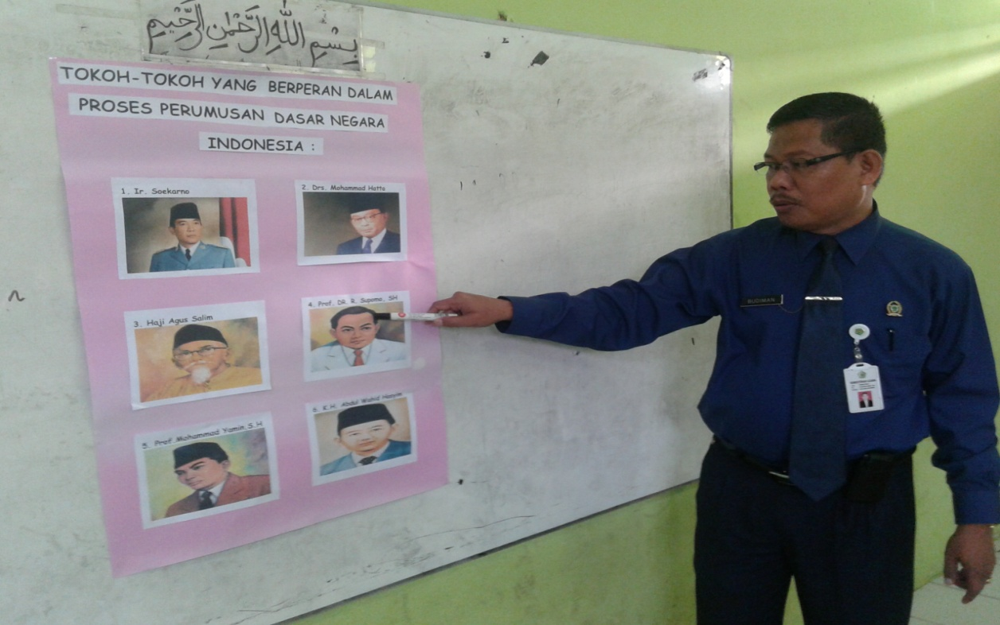 بِسْمِ اللهِ الرَّحْمٰنِ الرَّحِيْمِ
TOKOH-TOKOH YANG BERPERAN DALAM
PROSES PERUMUSAN DASAR NEGARA
INDONESIA :
1. Ir. Soekarno
2. Drs. Mohammad Hatta
3. Haji Agus Salim
4. Prof. DR. R. Supomo, SH
5. Prof Mohammad Yamin, S.H
6. K.H. Abdul Wahid Hasyim
BUDIMAN